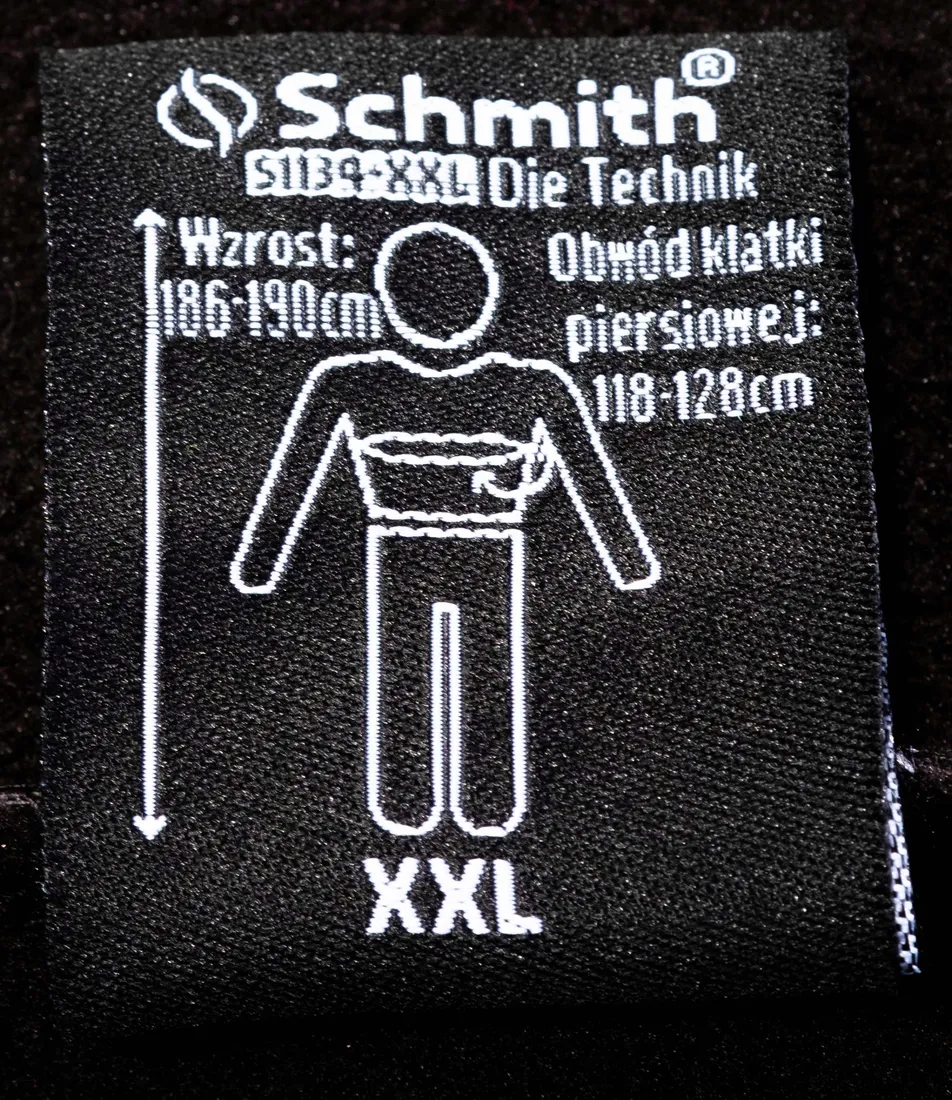 Schmith®
Die Technik
Wzrost:
186-190cm
Obwód klatki
piersiowej:
118-128cm
XXL